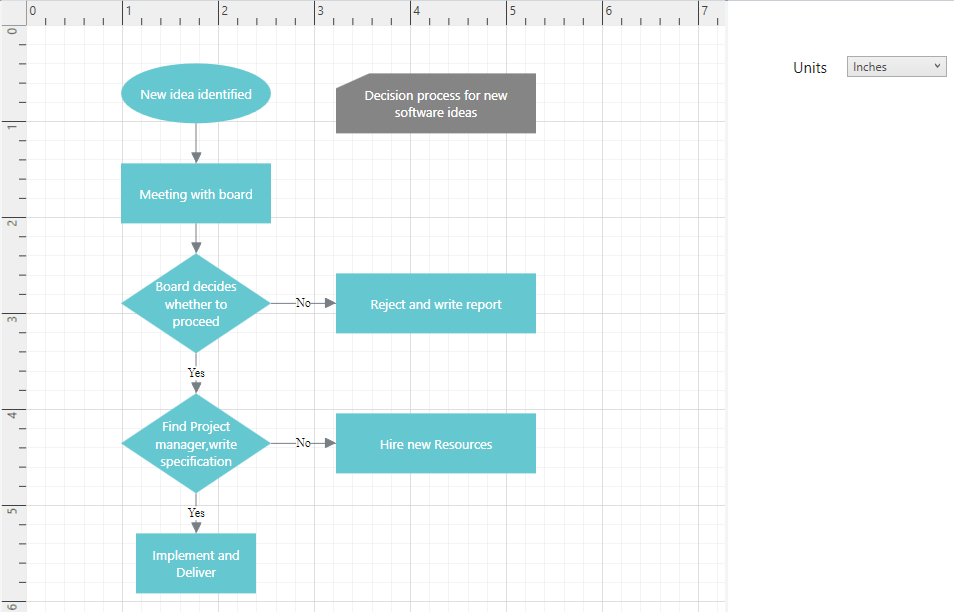 0 1 2 3 4 5 6 7
0
1
2
3
4
5
6
Units
Inches
New idea identified
Decision process for new
software ideas
Meeting with board
Board decides
whether to
proceed
No
Reject and write report
Yes
Find Project
manager,write
specification
No
Hire new Resources
Yes
Implement and
Deliver